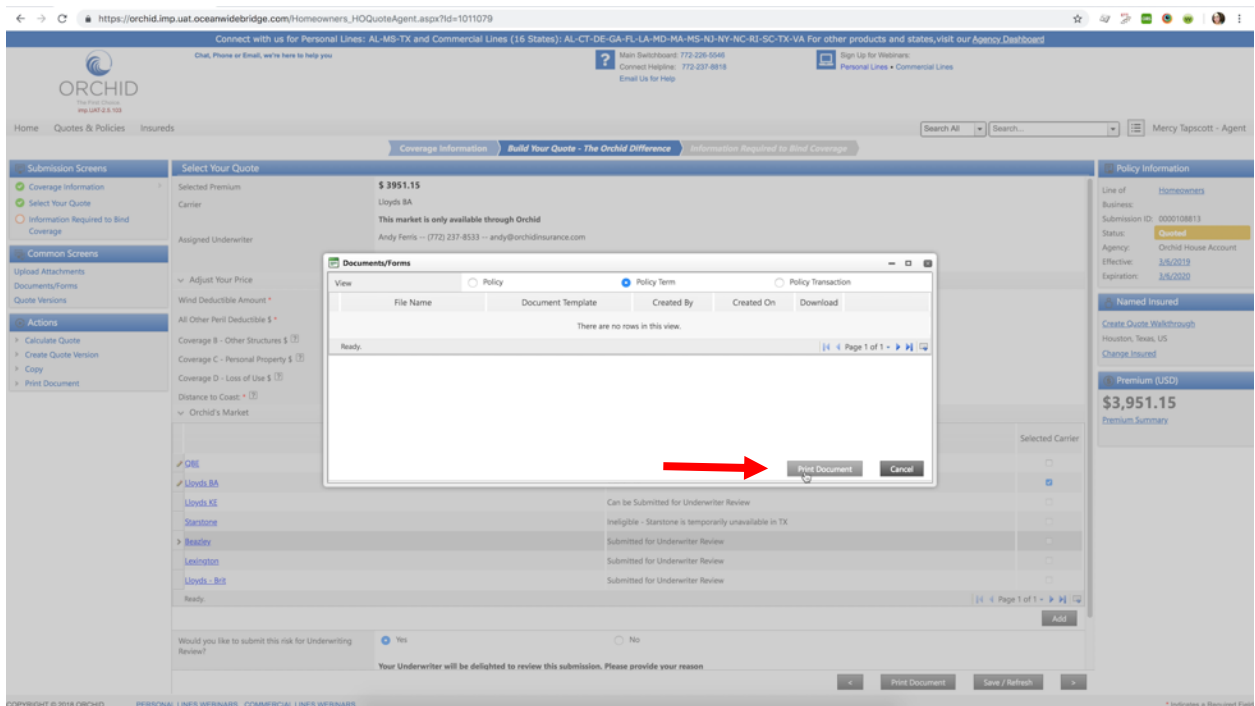 https://orchid.imp.uat.oceanwidebridge.com/Homeowners_HOQuoteAgent.aspx?Id=1011079
Connect with us for Personal Lines: AL-MS-TX and Commercial Lines (16 States): AL-CT-DE-GA-FL-LA-MD-MA-MS-NJ-NY-NC-RI-SC-TX-VA For other products and states,visit our Agency Dashboard
Chat, Phone or Email, we're here to help you
Main Switchboard: 772-226-5546
Connect Helpline: 772-237-8818
Email Us for Help
Sign Up for Webinars:
Personal Lines • Commercial Lines
ORCHID
The First Choice
imp.UAT-2.5.103
Home Quotes & Policies Insureds
Search All Search... Mercy Tapscott - Agent
Coverage Information Build Your Quote - The Orchid Difference Information Required to Bind Coverage
Submission Screens
Coverage Information
Select Your Quote
Information Required to Bind
Coverage
Common Screens
Upload Attachments
Documents/Forms
Quote Versions
Actions
Calculate Quote
Create Quote Version
Copy
Print Document
Select Your Quote
Selected Premium $ 3951.15
Carrier Lloyds BA
This market is only available through Orchid
Assigned Underwriter Andy Ferris -- (772) 237-8533 -- andy@orchidinsurance.com
Adjust Your Price
Wind Deductible Amount *
All Other Peril Deductible $ *
Coverage B - Other Structures $ ?
Coverage C - Personal Property $ ?
Coverage D - Loss of Use $ ?
Distance to Coast: * ?
Orchid's Market
Documents/Forms
View Policy Policy Term Policy Transaction
File Name Document Template Created By Created On Download
There are no rows in this view.
Ready. Page 1 of 1
Print Document Cancel
Selected Carrier
QBE
Lloyds BA
Lloyds KE Can be Submitted for Underwriter Review
Starstone Ineligible - Starstone is temporarily unavailable in TX
Beazley Submitted for Underwriter Review
Lexington Submitted for Underwriter Review
Lloyds - Brit Submitted for Underwriter Review
Ready. Page 1 of 1
Add
Would you like to submit this risk for Underwriting
Review?
Yes No
Your Underwriter will be delighted to review this submission. Please provide your reason
< Print Document Save / Refresh >
Policy Information
Line of
Business: Homeowners
Submission ID: 0000108813
Status: Quoted
Agency: Orchid House Account
Effective: 3/6/2019
Expiration: 3/6/2020
Named Insured
Create Quote Walkthrough
Houston, Texas, US
Change Insured
Premium (USD)
$3,951.15
Premium Summary
COPYRIGHT © 2018 ORCHID PERSONAL LINES WEBINARS COMMERCIAL LINES WEBINARS * Indicates a Required Field